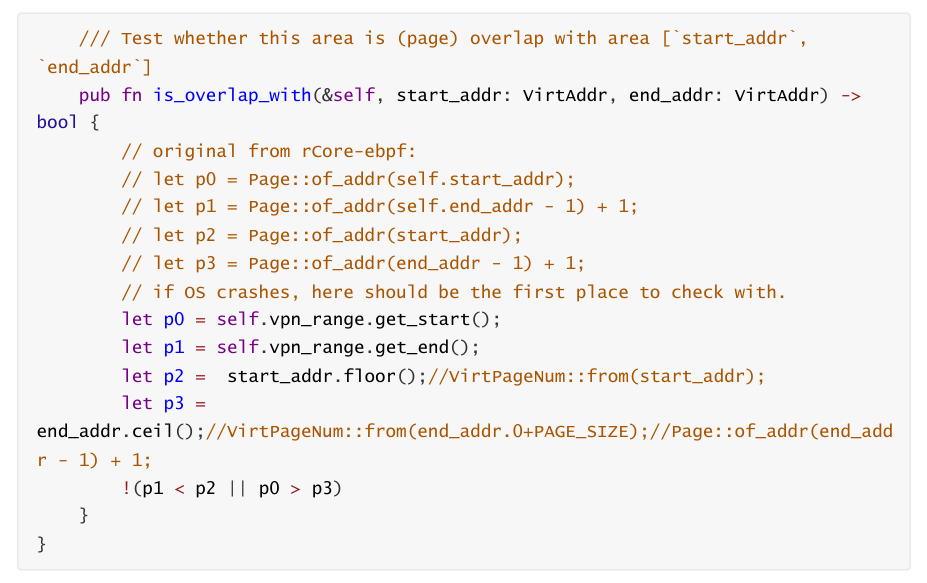 /// Test whether this area is (page) overlap with area [`start_addr`,
`end_addr`]
    pub fn is_overlap_with(&self, start_addr: VirtAddr, end_addr: VirtAddr) ->
bool {
        // original from rCore-ebpf:
        // let p0 = Page::of_addr(self.start_addr);
        // let p1 = Page::of_addr(self.end_addr - 1) + 1;
        // let p2 = Page::of_addr(start_addr);
        // let p3 = Page::of_addr(end_addr - 1) + 1;
        // if OS crashes, here should be the first place to check with.
        let p0 = self.vpn_range.get_start();
        let p1 = self.vpn_range.get_end();
        let p2 =  start_addr.floor();//VirtPageNum::from(start_addr);
        let p3 =
end_addr.ceil();//VirtPageNum::from(end_addr.0+PAGE_SIZE);//Page::of_addr(end_add
r - 1) + 1;
        !(p1 < p2 || p0 > p3)
    }
}